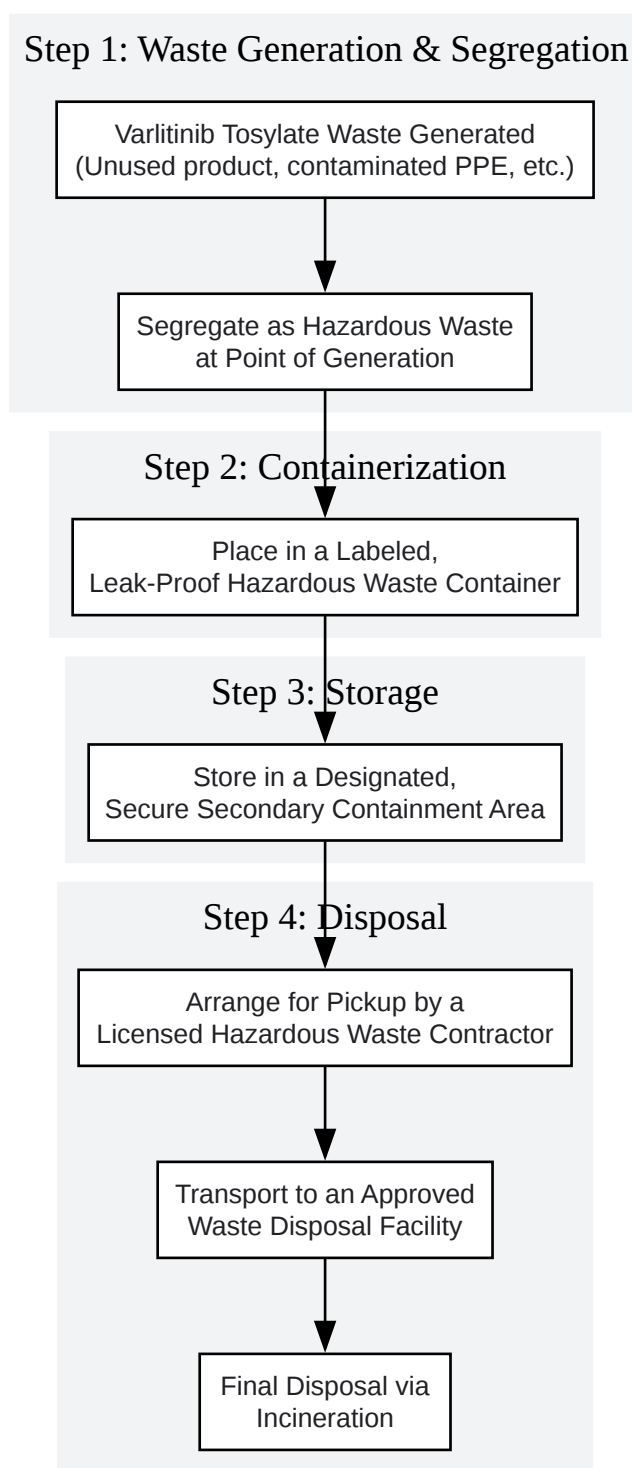 Step 1: Waste Generation & Segregation
Varlitinib Tosylate Waste Generated
(Unused product, contaminated PPE, etc.)
Segregate as Hazardous Waste
at Point of Generation
Step 2: Containerization
Place in a Labeled,
Leak-Proof Hazardous Waste Container
Step 3: Storage
Store in a Designated,
Secure Secondary Containment Area
Step 4: Disposal
Arrange for Pickup by a
Licensed Hazardous Waste Contractor
Transport to an Approved
Waste Disposal Facility
Final Disposal via
Incineration